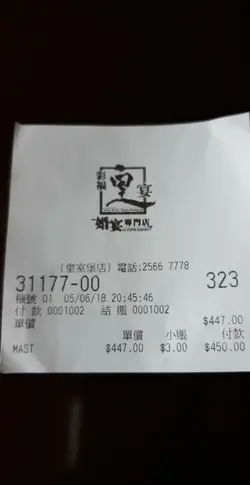 彩福
皇
宴
婚宴專門店
(皇室堡店) 電話:2566 7778
31177-00 323
機號 01 05/06/18 20:45:46
付款 0001002 結賬 0001002
單價 $447.00
單價 小賬 付款
MAST $447.00 $3.00 $450.00